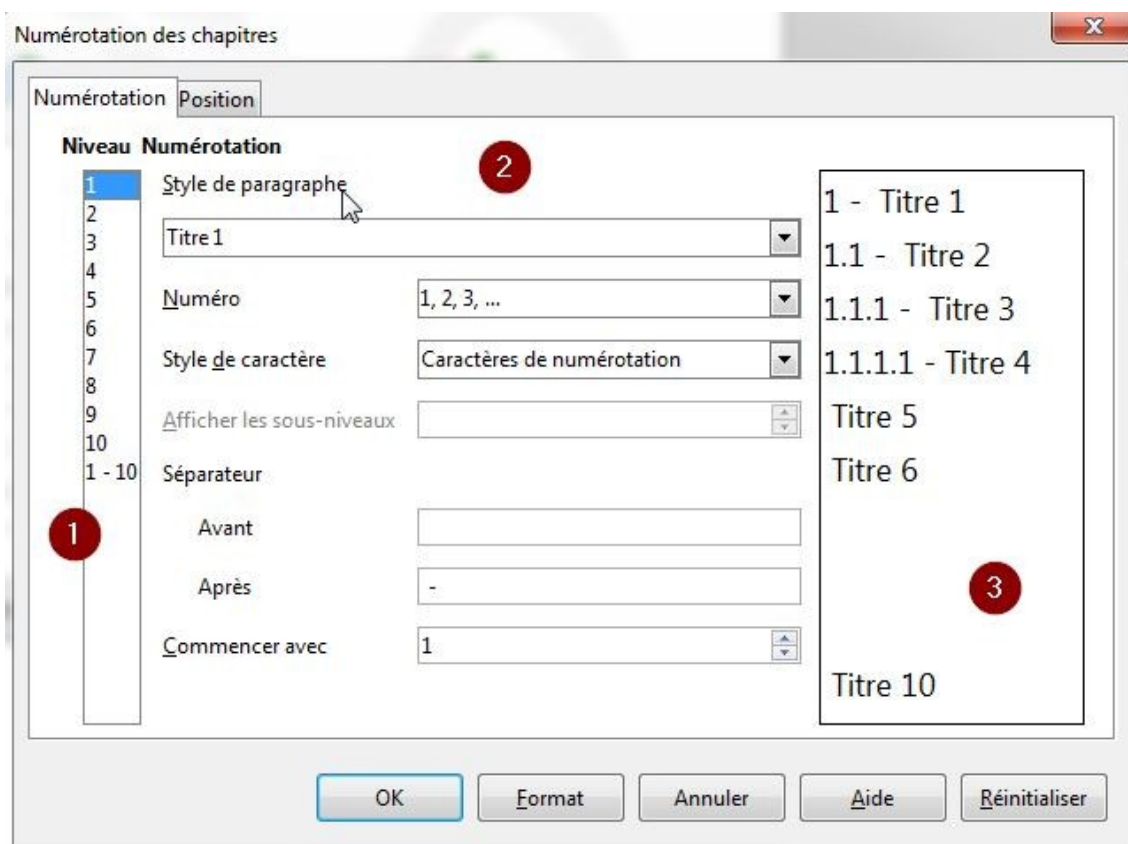 Numérotation des chapitres
x
Numérotation Position
Niveau Numérotation
2
1
2
3
4
5
6
7
8
9
10
1 - 10
1
Style de paragraphe
Titre 1
Numéro 1, 2, 3, ...
Style de caractère Caractères de numérotation
Afficher les sous-niveaux
Séparateur
Avant
Après -
Commencer avec 1
1 - Titre 1
1.1 - Titre 2
1.1.1 - Titre 3
1.1.1.1 - Titre 4
Titre 5
Titre 6
3
Titre 10
OK Format Annuler Aide Réinitialiser